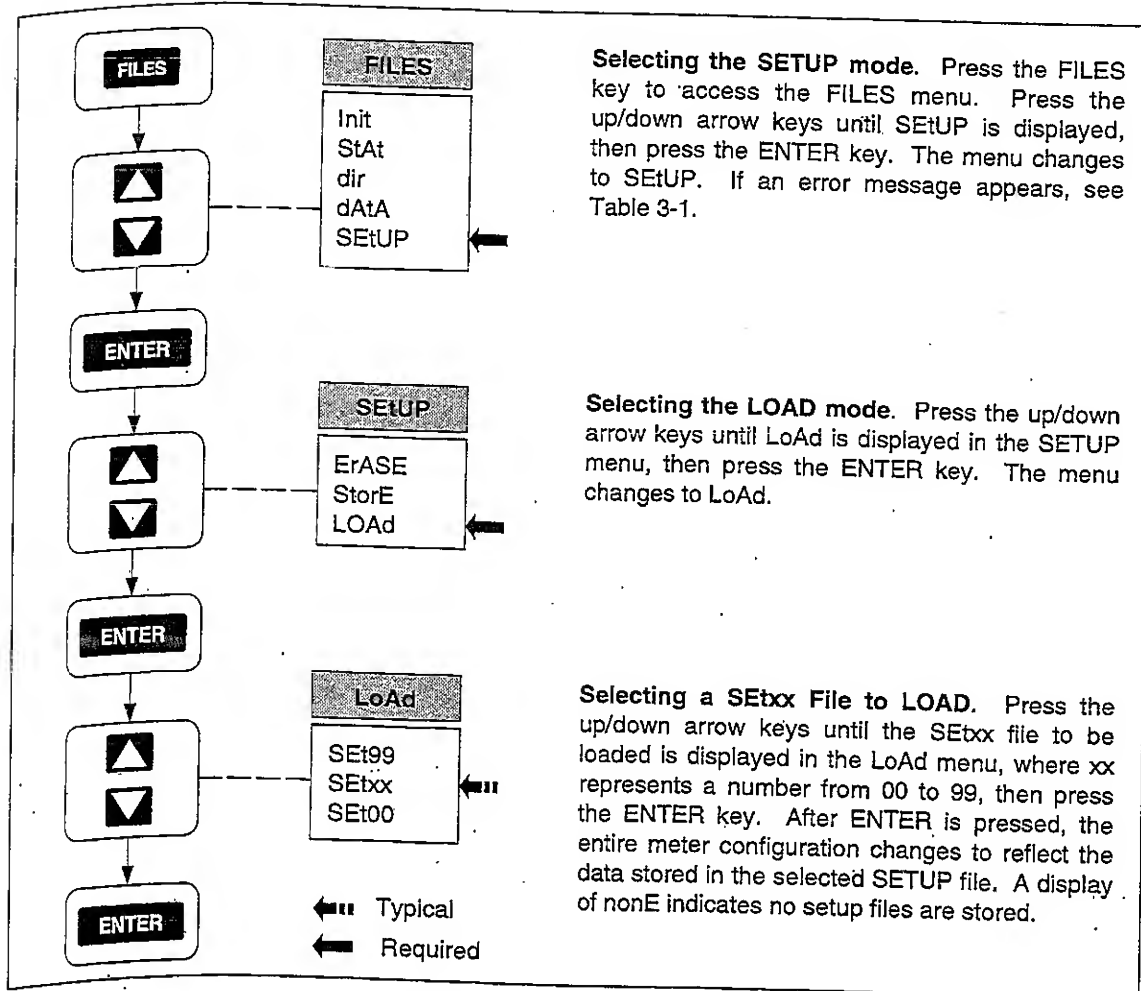 FILES
FILES
Init
StAt
dir
dAtA
SEtUP
Selecting the SETUP mode. Press the FILES
key to access the FILES menu. Press the
up/down arrow keys until SEtUP is displayed,
then press the ENTER key. The menu changes
to SEtUP. If an error message appears, see
Table 3-1.
ENTER
SEtUP
ErASE
StorE
LOAd
Selecting the LOAD mode. Press the up/down
arrow keys until LoAd is displayed in the SETUP
menu, then press the ENTER key. The menu
changes to LoAd.
ENTER
LoAd
SEt99
SEtxx
SEt00
Selecting a SEtxx File to LOAD. Press the
up/down arrow keys until the SEtxx file to be
loaded is displayed in the LoAd menu, where xx
represents a number from 00 to 99, then press
the ENTER key. After ENTER is pressed, the
entire meter configuration changes to reflect the
data stored in the selected SETUP file. A display
of nonE indicates no setup files are stored.
ENTER
Typical
Required